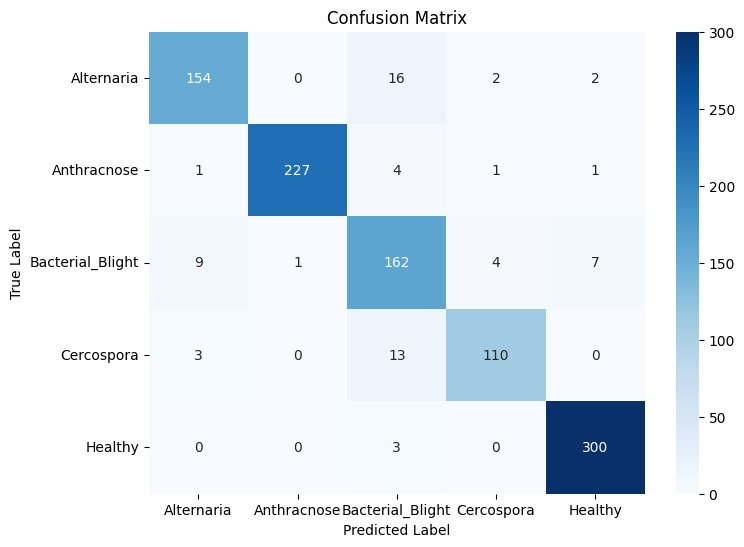 Confusion Matrix
True Label
Alternaria 154 0 16 2 2
Anthracnose 1 227 4 1 1
Bacterial_Blight 9 1 162 4 7
Cercospora 3 0 13 110 0
Healthy 0 0 3 0 300
Alternaria Anthracnose Bacterial_Blight Cercospora Healthy
Predicted Label
300
250
200
150
100
50
0